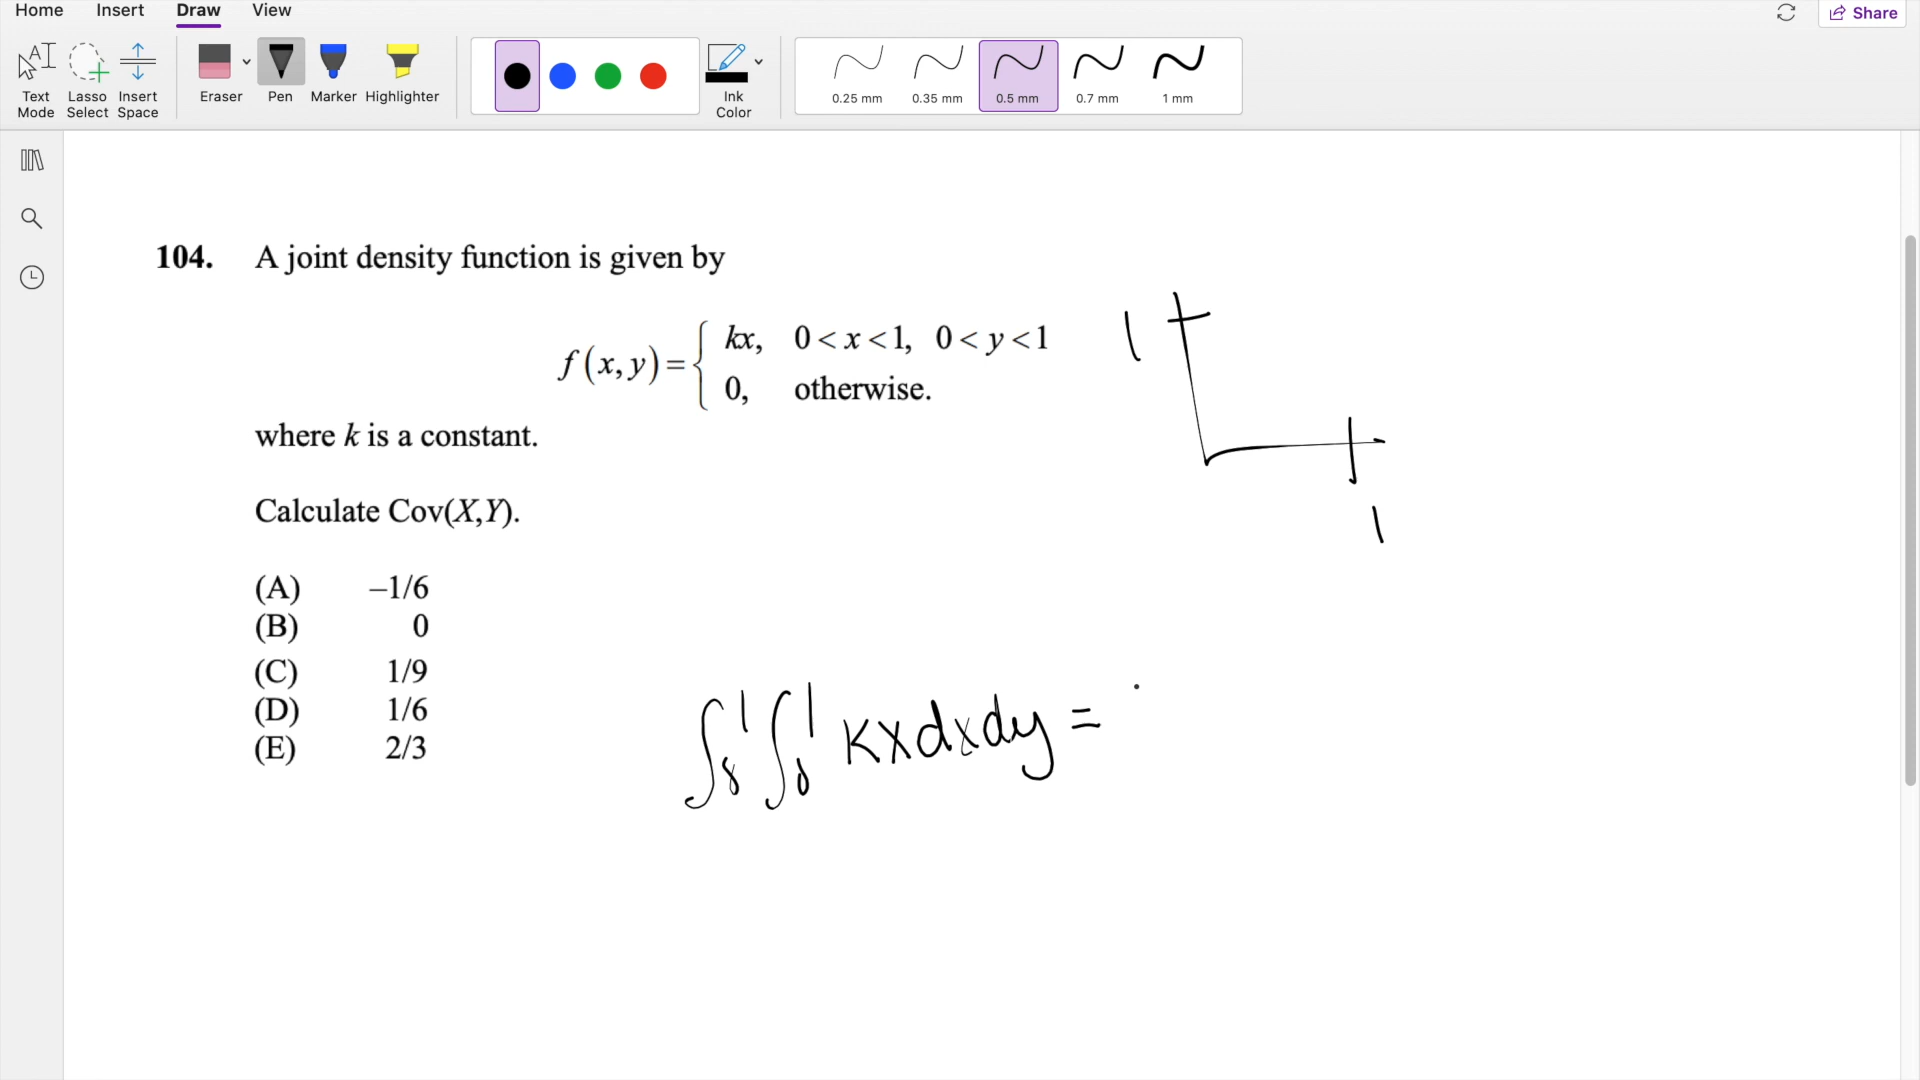 Home Insert Draw View
Share
Text Mode
Lasso Select
Insert Space
Eraser
Pen
Marker
Highlighter
Ink Color
0.25 mm
0.35 mm
0.5 mm
0.7 mm
1 mm
104. A joint density function is given by
f(x, y) = { kx, 0 < x < 1, 0 < y < 1
0, otherwise.
where k is a constant.
Calculate Cov(X,Y).
(A) –1/6
(B) 0
(C) 1/9
(D) 1/6
(E) 2/3
1
1
∫₀¹ ∫₀¹ kx dx dy =